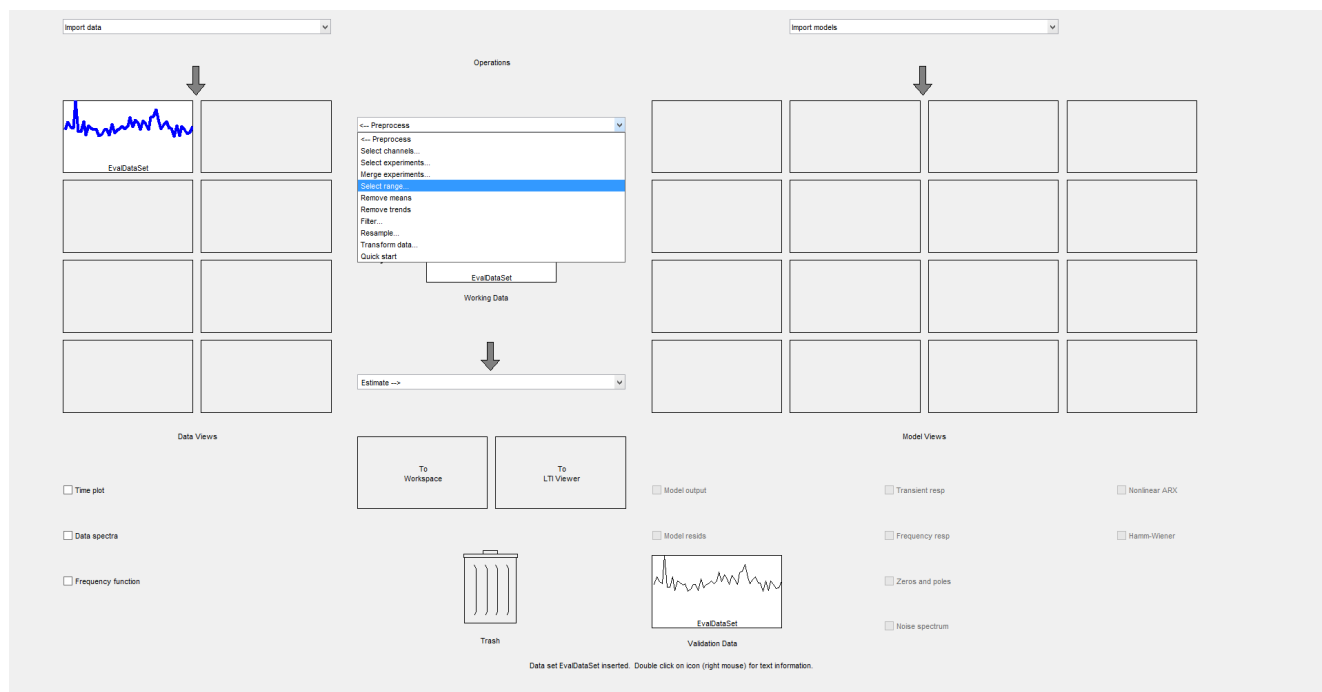 Import data
Import models
Operations
EvalDataSet
<-- Preprocess
<-- Preprocess
Select channels...
Select experiments...
Merge experiments...
Select range...
Remove means
Remove trends
Filter...
Resample...
Transform data...
Quick start
EvalDataSet
Working Data
Estimate -->
Data Views
Model Views
To
Workspace
To
LTI Viewer
Time plot
Data spectra
Frequency function
Model output
Transient resp
Nonlinear ARX
Model resids
Frequency resp
Hamm-Wiener
Zeros and poles
Noise spectrum
EvalDataSet
Validation Data
Trash
Data set EvalDataSet inserted. Double click on icon (right mouse) for text information.